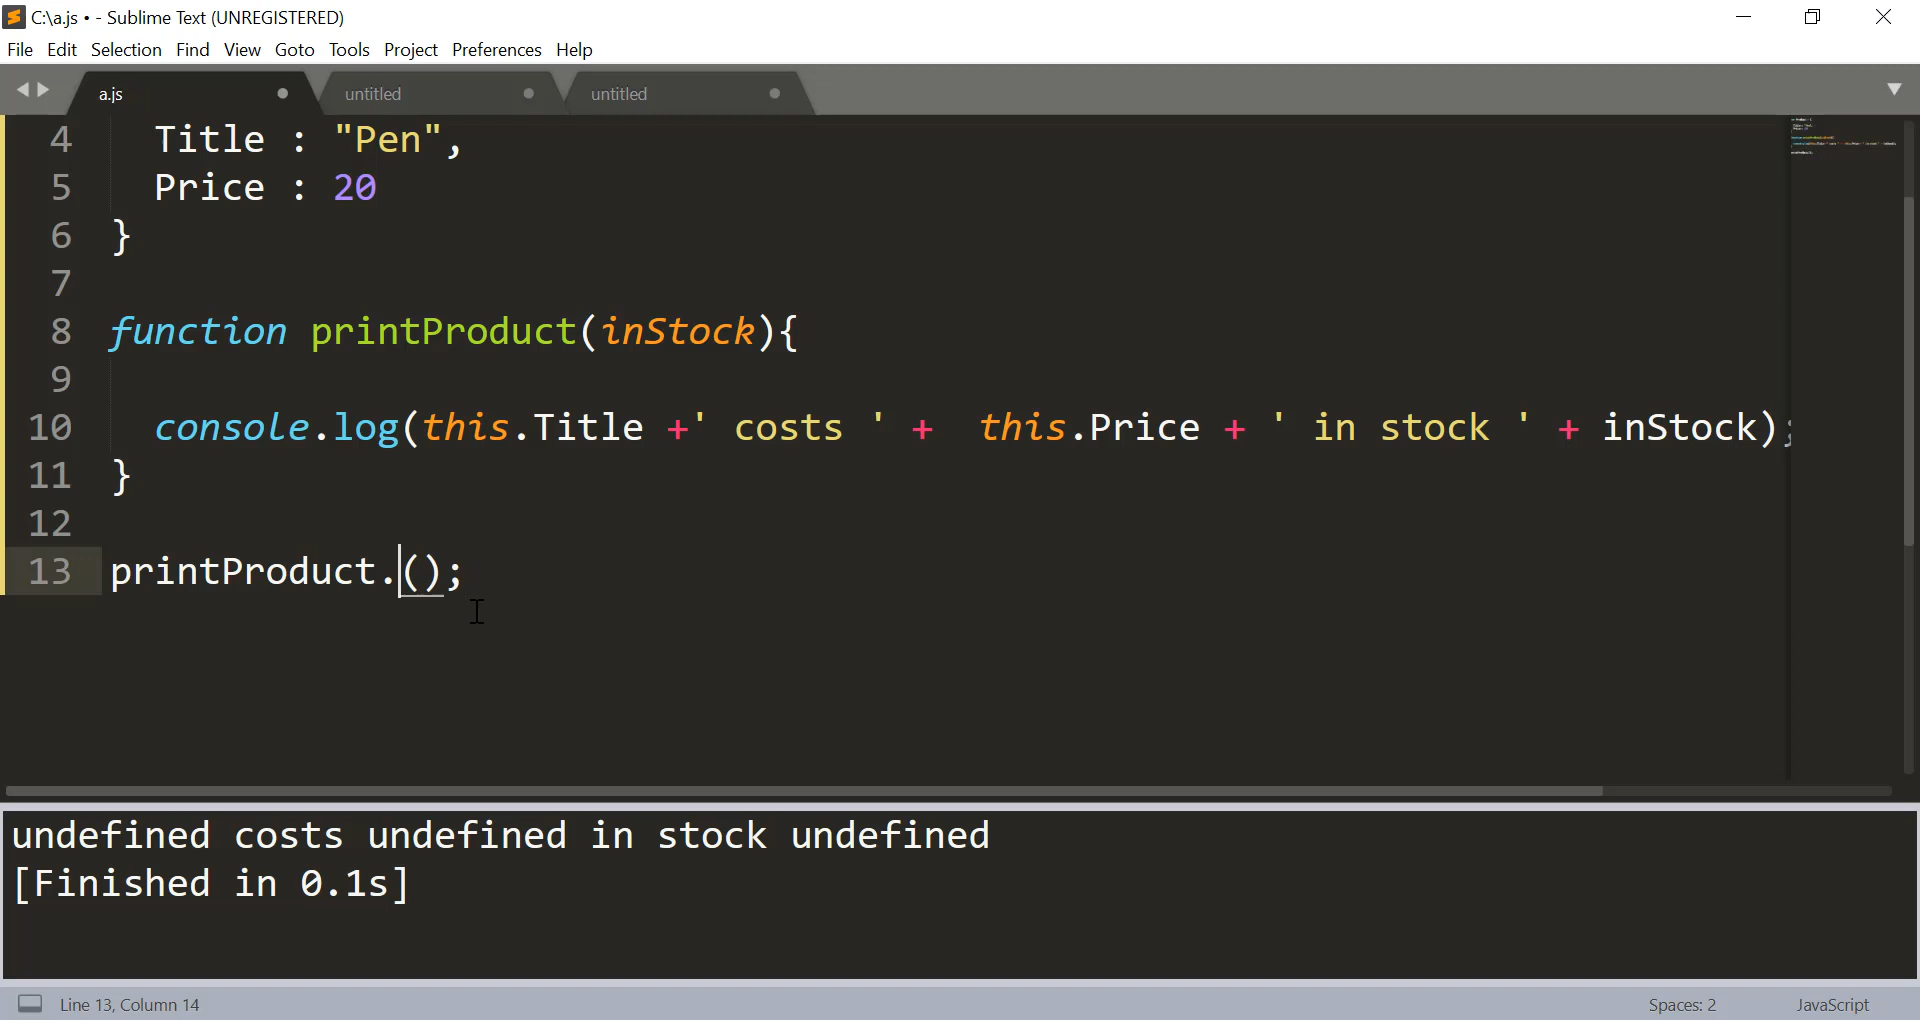 C:\a.js • - Sublime Text (UNREGISTERED)
File Edit Selection Find View Goto Tools Project Preferences Help
a.js untitled untitled
4 Title : "Pen",
5 Price : 20
6 }
7
8 function printProduct(inStock){
9
10 console.log(this.Title +' costs ' +  this.Price + ' in stock ' + inStock);
11 }
12
13 printProduct.();
undefined costs undefined in stock undefined
[Finished in 0.1s]
Line 13, Column 14 Spaces: 2 JavaScript